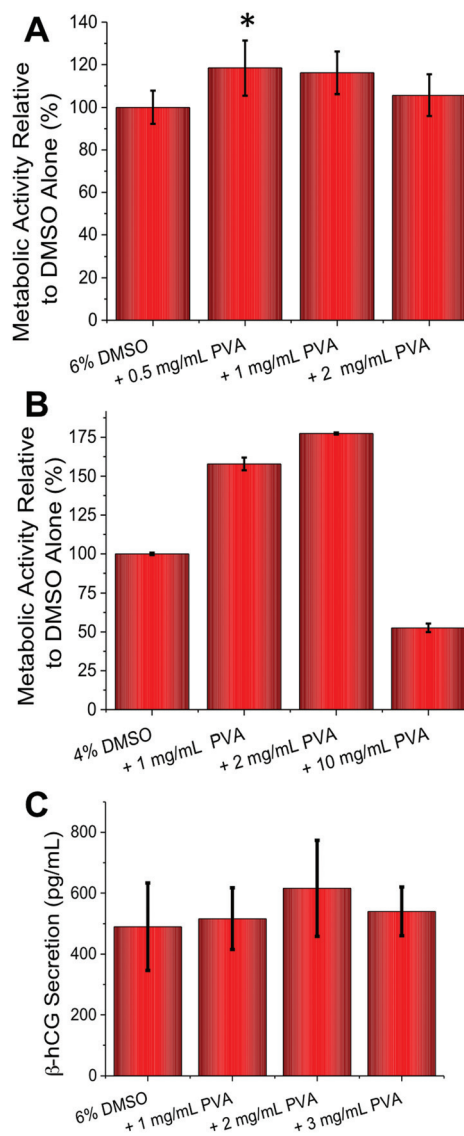 A
*
Metabolic Activity Relative
to DMSO Alone (%)
140
120
100
80
60
40
20
0
6% DMSO
+ 0.5 mg/mL PVA
+ 1 mg/mL PVA
+ 2 mg/mL PVA
B
Metabolic Activity Relative
to DMSO Alone (%)
175
150
125
100
75
50
25
0
4% DMSO
+ 1 mg/mL PVA
+ 2 mg/mL PVA
+ 10 mg/mL PVA
C
β-hCG Secretion (pg/mL)
800
600
400
200
0
6% DMSO
+ 1 mg/mL PVA
+ 2 mg/mL PVA
+ 3 mg/mL PVA